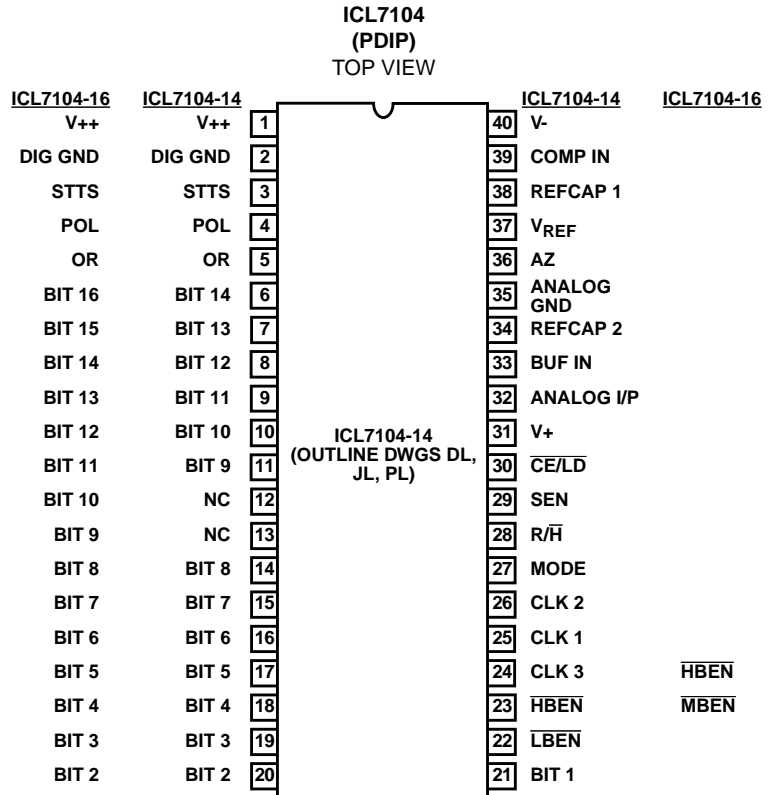 ICL7104
(PDIP)
TOP VIEW
ICL7104-16 ICL7104-14 ICL7104-14 ICL7104-16
V++ V++ 1 40 V-
DIG GND DIG GND 2 39 COMP IN
STTS STTS 3 38 REFCAP 1
POL POL 4 37 VREF
OR OR 5 36 AZ
BIT 16 BIT 14 6 35 ANALOG
GND
BIT 15 BIT 13 7 34 REFCAP 2
BIT 14 BIT 12 8 33 BUF IN
BIT 13 BIT 11 9 32 ANALOG I/P
BIT 12 BIT 10 10 ICL7104-14 31 V+
BIT 11 BIT 9 11 (OUTLINE DWGS DL, 30 C̅E̅/̅L̅D̅
JL, PL)
BIT 10 NC 12 29 SEN
BIT 9 NC 13 28 R/H̅
BIT 8 BIT 8 14 27 MODE
BIT 7 BIT 7 15 26 CLK 2
BIT 6 BIT 6 16 25 CLK 1
BIT 5 BIT 5 17 24 CLK 3 H̅B̅E̅N̅
BIT 4 BIT 4 18 23 H̅B̅E̅N̅ M̅B̅E̅N̅
BIT 3 BIT 3 19 22 L̅B̅E̅N̅
BIT 2 BIT 2 20 21 BIT 1